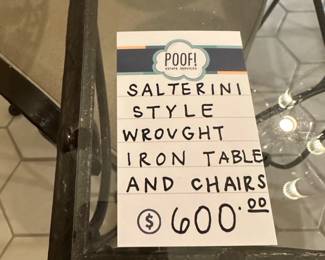 POOF!
ESTATE SERVICES
SALTERINI
STYLE
WROUGHT
IRON TABLE
AND CHAIRS
$ 600.00